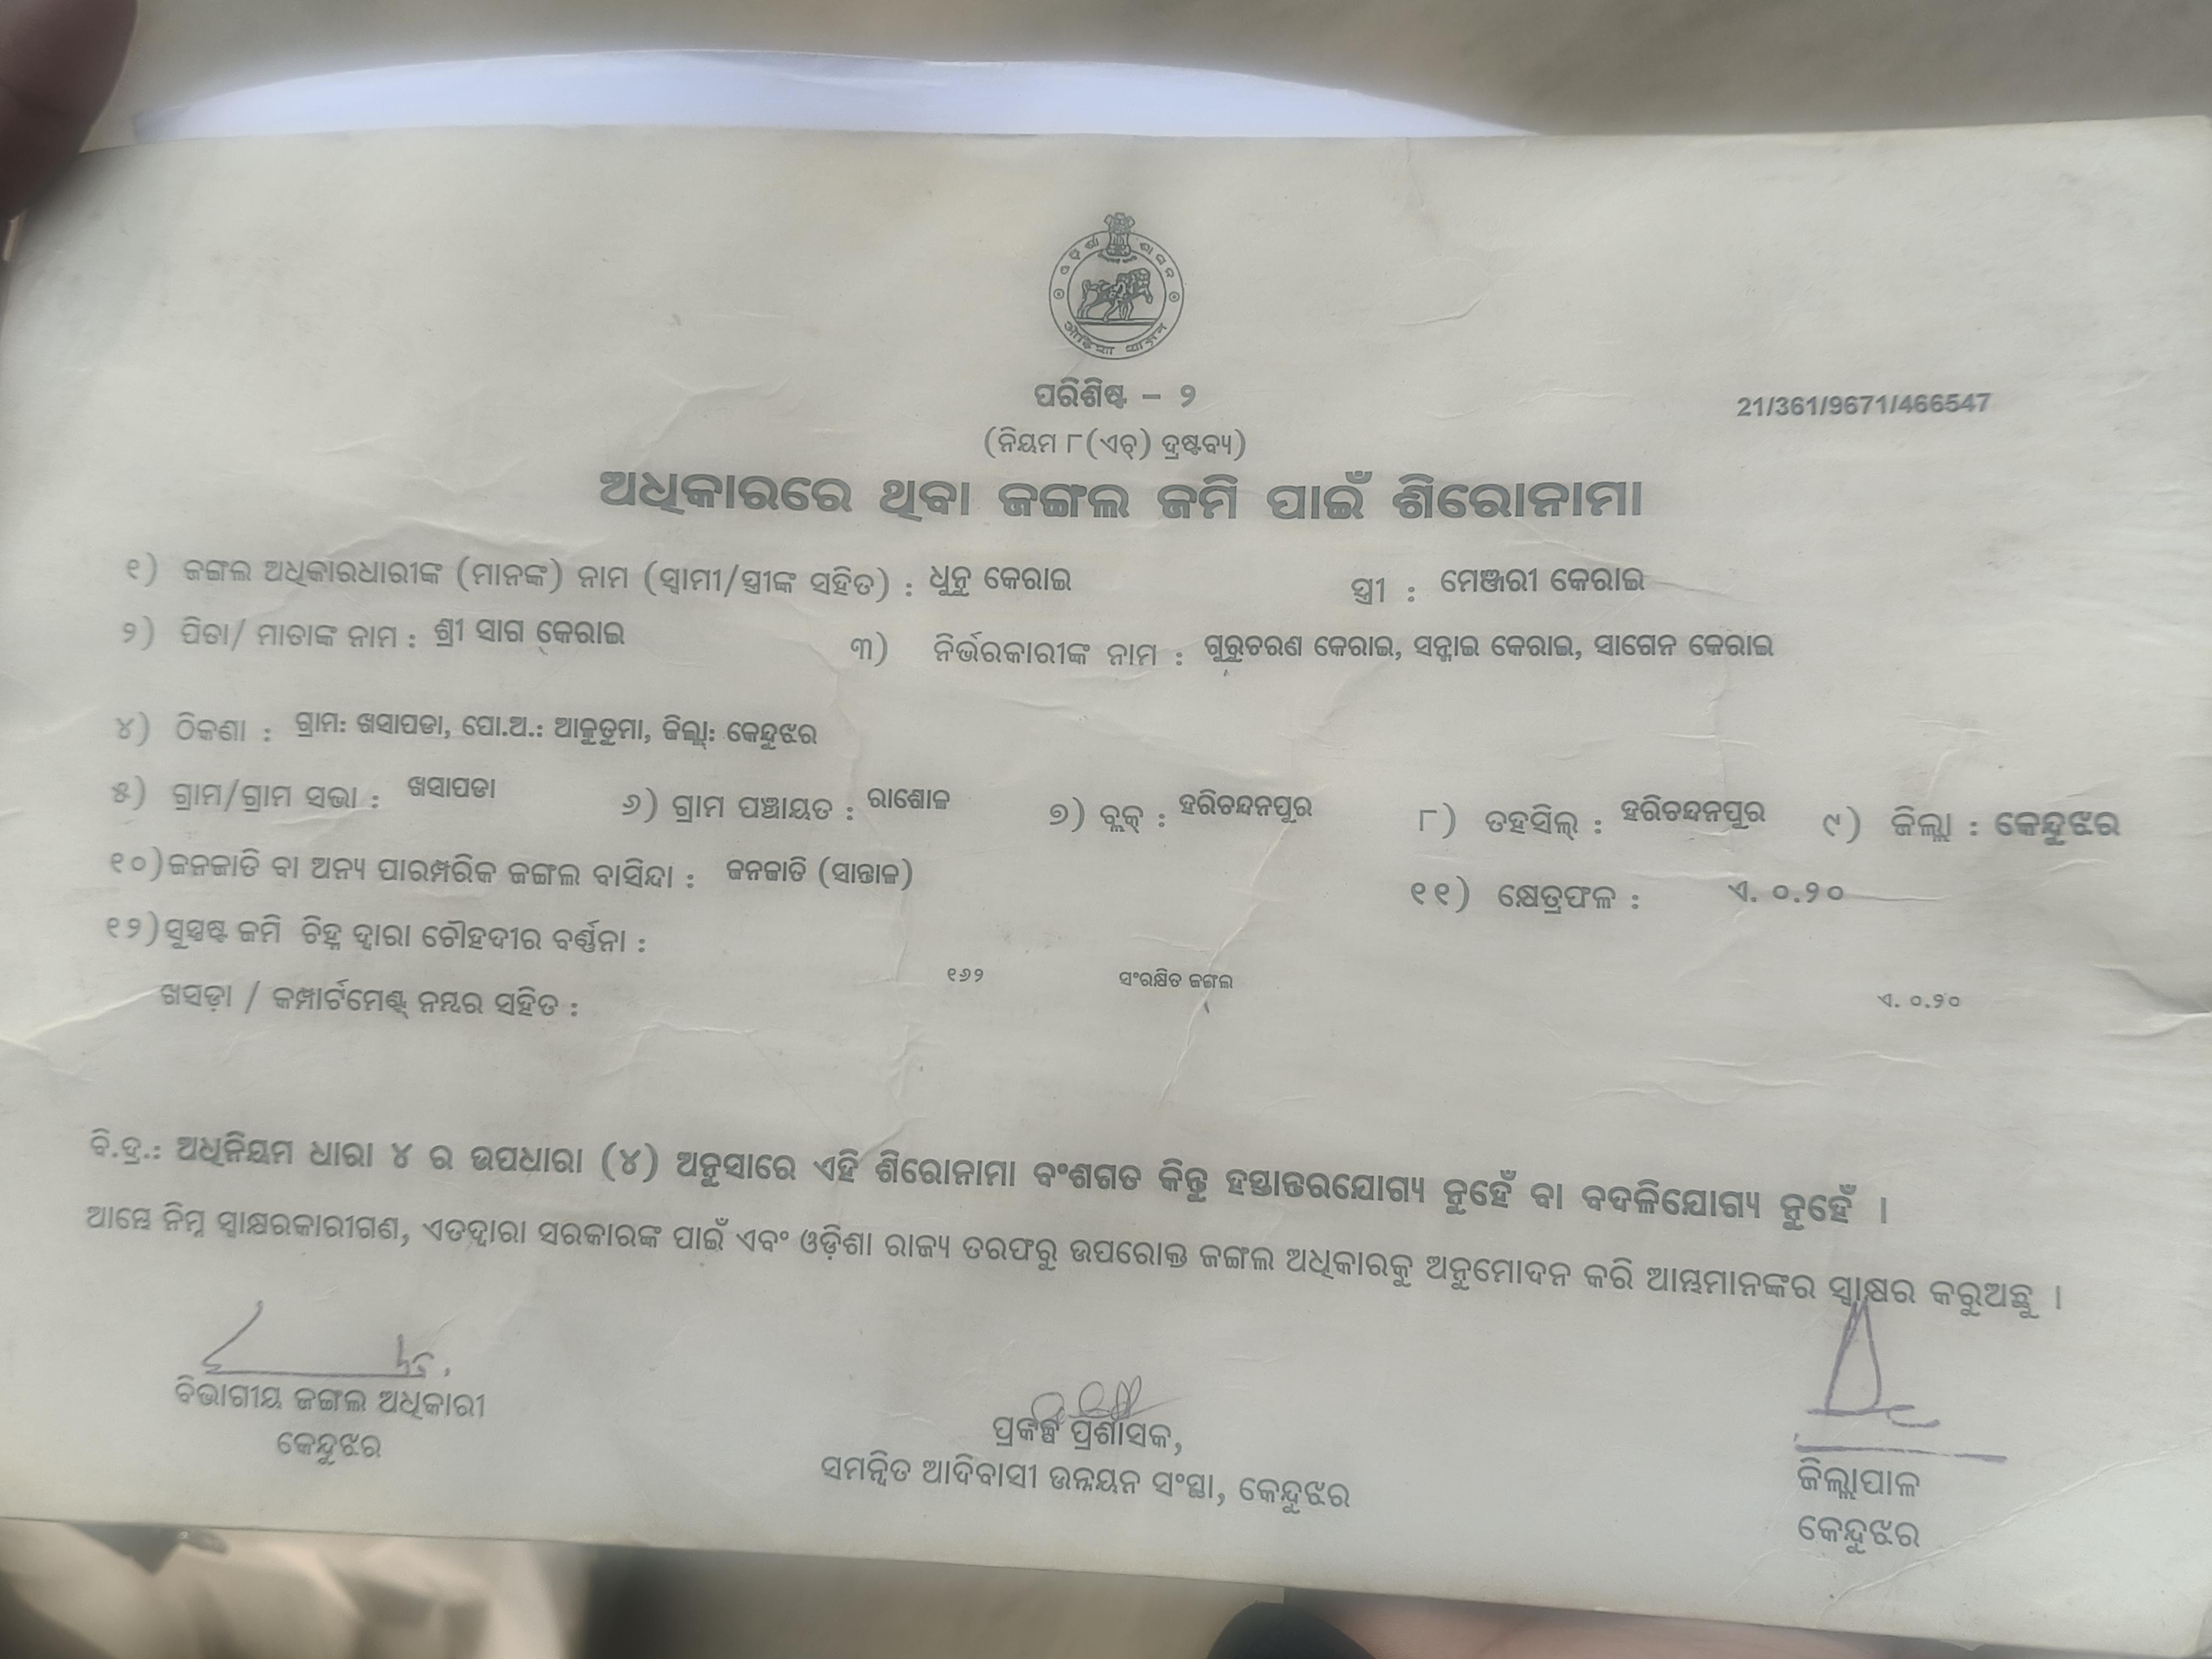 ଓଡ଼ିଶା ଶାସନ
ପରିଶିଷ୍ଟ – ୨
21/361/9671/466547
(ନିୟମ ୮(ଏଚ୍) ଦ୍ରଷ୍ଟବ୍ୟ)
ଅଧିକାରରେ ଥିବା ଜଙ୍ଗଲ ଜମି ପାଇଁ ଶିରୋନାମା
୧) ଜଙ୍ଗଲ ଅଧିକାରଧାରୀଙ୍କ (ମାନଙ୍କ) ନାମ (ସ୍ୱାମୀ/ସ୍ତ୍ରୀଙ୍କ ସହିତ) : ଧୁନୁ କେରାଇ ସ୍ତ୍ରୀ : ମେଞ୍ଜରୀ କେରାଇ
୨) ପିତା/ ମାତାଙ୍କ ନାମ : ଶ୍ରୀ ସାଗ କେରାଇ ୩) ନିର୍ଭରକାରୀଙ୍କ ନାମ : ଗୁରୁଚରଣ କେରାଇ, ସନ୍ମାଇ କେରାଇ, ସାଗେନ କେରାଇ
୪) ଠିକଣା : ଗ୍ରାମ: ଖସାପଡା, ପୋ.ଅ.: ଆକୁତୁମା, ଜିଲ୍ଲା: କେନ୍ଦୁଝର
୫) ଗ୍ରାମ/ଗ୍ରାମ ସଭା : ଖସାପଡା ୬) ଗ୍ରାମ ପଞ୍ଚାୟତ : ରାଶୋଳ ୭) ବ୍ଲକ୍ : ହରିଚନ୍ଦନପୁର ୮) ତହସିଲ୍ : ହରିଚନ୍ଦନପୁର ୯) ଜିଲ୍ଲା : କେନ୍ଦୁଝର
୧୦) ଜନଜାତି ବା ଅନ୍ୟ ପାରମ୍ପରିକ ଜଙ୍ଗଲ ବାସିନ୍ଦା : ଜନଜାତି (ସାନ୍ତାଳ) ୧୧) କ୍ଷେତ୍ରଫଳ : ଏ. ୦.୨୦
୧୨) ସୁସ୍ପଷ୍ଟ ଜମି ଚିହ୍ନ ଦ୍ୱାରା ଚୌହଦୀର ବର୍ଣ୍ଣନା :
ଖସଡ଼ା / କମ୍ପାର୍ଟମେଣ୍ଟ୍ ନମ୍ବର ସହିତ : ୧୬୨ ସଂରକ୍ଷିତ ଜଙ୍ଗଲ ଏ. ୦.୨୦
ବି.ଦ୍ର.: ଅଧିନିୟମ ଧାରା ୪ ର ଉପଧାରା (୪) ଅନୁସାରେ ଏହି ଶିରୋନାମା ବଂଶଗତ କିନ୍ତୁ ହସ୍ତାନ୍ତରଯୋଗ୍ୟ ନୁହେଁ ବା ବଦଳିଯୋଗ୍ୟ ନୁହେଁ ।
ଆମ୍ଭେ ନିମ୍ନ ସ୍ୱାକ୍ଷରକାରୀଗଣ, ଏତଦ୍ୱାରା ସରକାରଙ୍କ ପାଇଁ ଏବଂ ଓଡ଼ିଶା ରାଜ୍ୟ ତରଫରୁ ଉପରୋକ୍ତ ଜଙ୍ଗଲ ଅଧିକାରକୁ ଅନୁମୋଦନ କରି ଆମ୍ଭମାନଙ୍କର ସ୍ୱାକ୍ଷର କରୁଅଛୁ ।
ବିଭାଗୀୟ ଜଙ୍ଗଲ ଅଧିକାରୀ
କେନ୍ଦୁଝର
ପ୍ରକଳ୍ପ ପ୍ରଶାସକ,
ସମନ୍ୱିତ ଆଦିବାସୀ ଉନ୍ନୟନ ସଂସ୍ଥା, କେନ୍ଦୁଝର
ଜିଲ୍ଲାପାଳ
କେନ୍ଦୁଝର